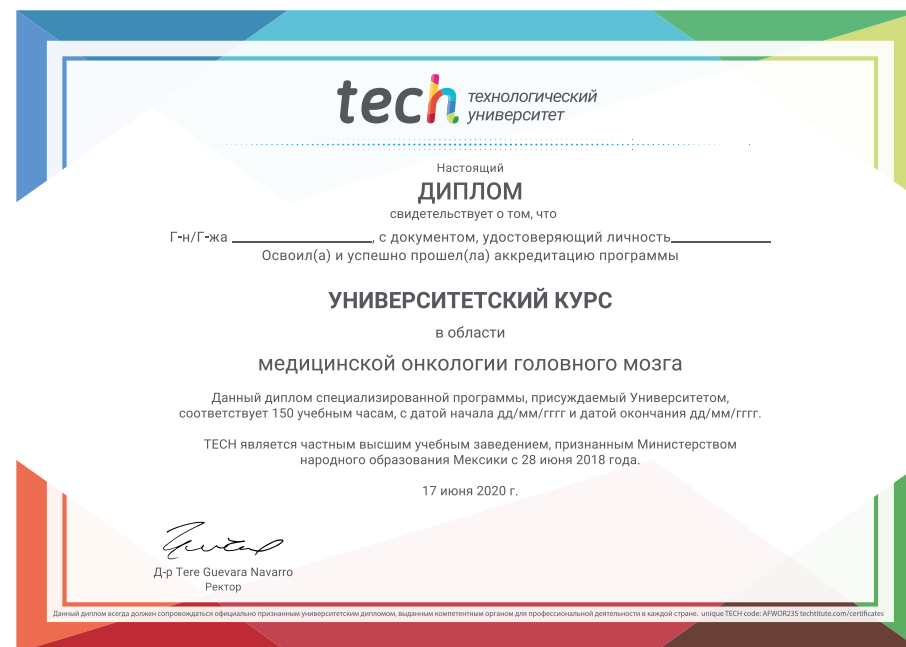 tech технологический
университет
Настоящий
ДИПЛОМ
свидетельствует о том, что
Г-н/Г-жа ____________________, с документом, удостоверяющий личность______________
Освоил(а) и успешно прошел(ла) аккредитацию программы
УНИВЕРСИТЕТСКИЙ КУРС
в области
медицинской онкологии головного мозга
Данный диплом специализированной программы, присуждаемый Университетом,
соответствует 150 учебным часам, с датой начала дд/мм/гггг и датой окончания дд/мм/гггг.
TECH является частным высшим учебным заведением, признанным Министерством
народного образования Мексики с 28 июня 2018 года.
17 июня 2020 г.
Д-р Tere Guevara Navarro
Ректор
Данный диплом всегда должен сопровождаться официально признанным университетским дипломом, выданным компетентным органом для профессиональной деятельности в каждой стране. unique TECH code: AFWOR23S techtitute.com/certificates